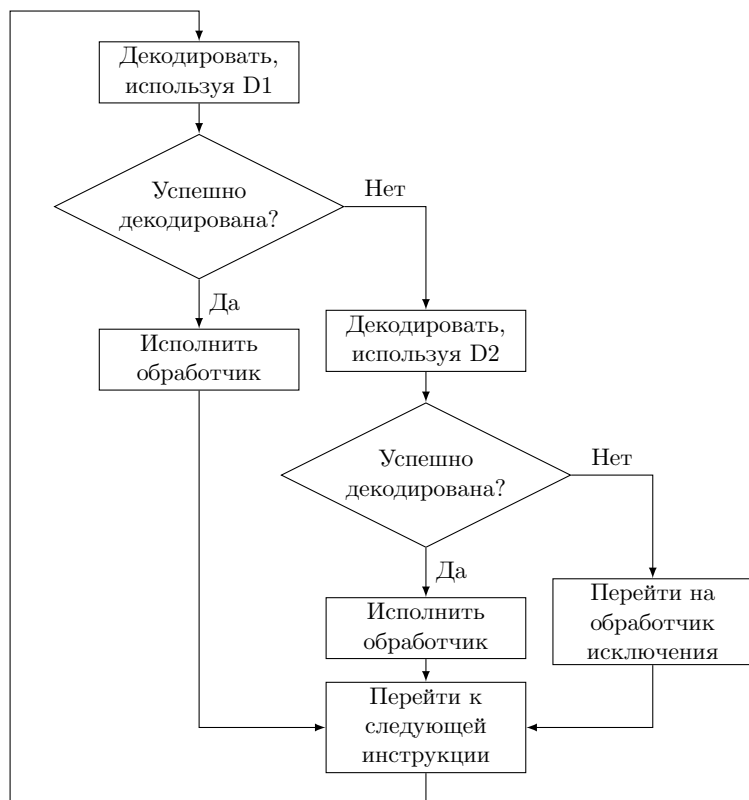 Декодировать,
используя D1
Успешно
декодирована?
Нет
Да
Исполнить
обработчик
Декодировать,
используя D2
Успешно
декодирована?
Нет
Да
Исполнить
обработчик
Перейти на
обработчик
исключения
Перейти к
следующей
инструкции